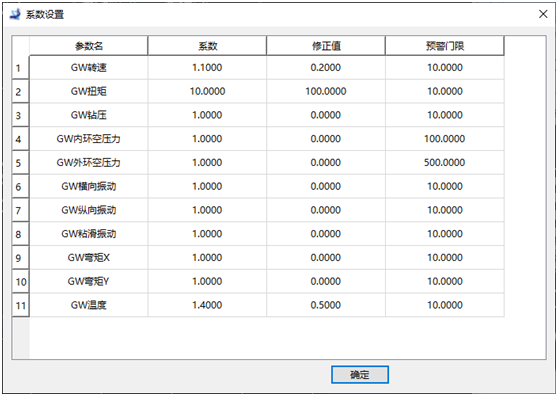 系数设置
参数名 系数 修正值 预警门限
1 GW转速 1.1000 0.2000 10.0000
2 GW扭矩 10.0000 100.0000 10.0000
3 GW钻压 1.0000 0.0000 10.0000
4 GW内环空压力 1.0000 0.0000 100.0000
5 GW外环空压力 1.0000 0.0000 500.0000
6 GW横向振动 1.0000 0.0000 10.0000
7 GW纵向振动 1.0000 0.0000 10.0000
8 GW粘滑振动 1.0000 0.0000 10.0000
9 GW弯矩X 1.0000 0.0000 10.0000
10 GW弯矩Y 1.0000 0.0000 10.0000
11 GW温度 1.4000 0.5000 10.0000
确定